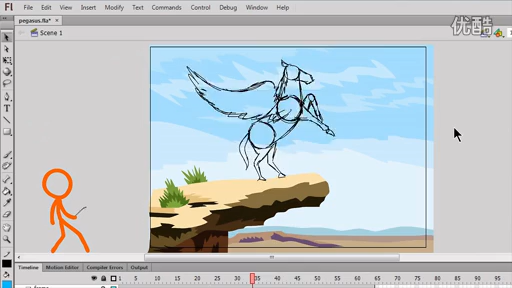 Fl File Edit View Insert Modify Text Commands Control Debug Window Help
优酷
pegasus.fla* ×
Scene 1
T
Timeline Motion Editor Compiler Errors Output
5 10 15 20 25 30 35 40 45 50 55 60 65 70 75 80 85 90 95